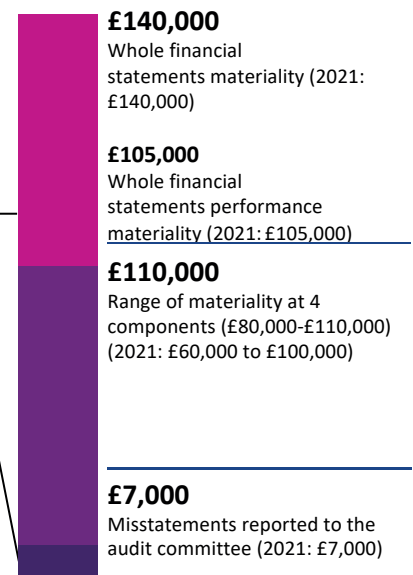 £140,000
Whole financial
statements materiality (2021:
£140,000)
£105,000
Whole financial
statements performance
materiality (2021: £105,000)
£110,000
Range of materiality at 4
components (£80,000-£110,000)
(2021: £60,000 to £100,000)
£7,000
Misstatements reported to the
audit committee (2021: £7,000)